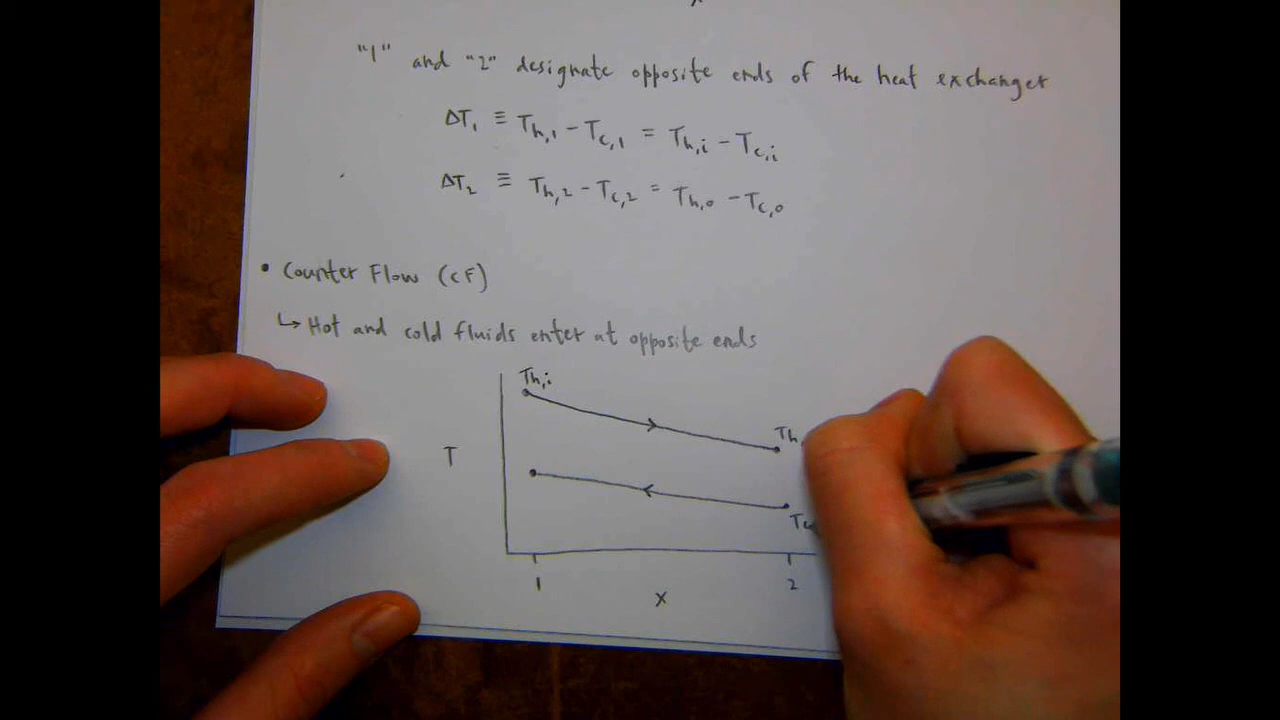 "1" and "2" designate opposite ends of the heat exchanger
ΔT₁ ≡ Th,1 - Tc,1 = Th,i - Tc,i
ΔT₂ ≡ Th,2 - Tc,2 = Th,o - Tc,o
• Counter Flow (CF)
↳ Hot and cold fluids enter at opposite ends
Th,i
Th,
T
1
2
X